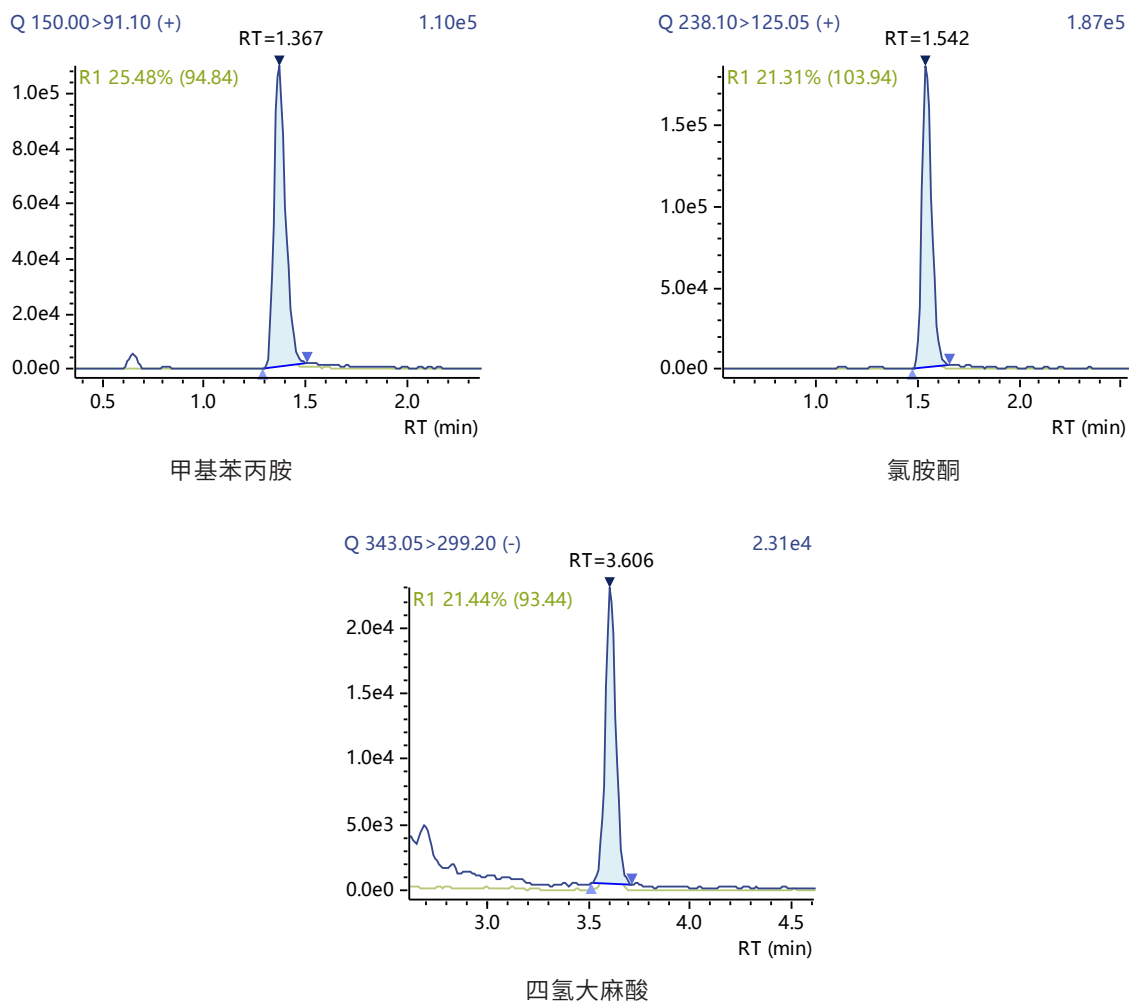 Q 150.00>91.10 (+) 1.10e5
RT=1.367
R1 25.48% (94.84)
1.0e5
8.0e4
6.0e4
4.0e4
2.0e4
0.0e0
0.5 1.0 1.5 2.0
RT (min)
甲基苯丙胺
Q 238.10>125.05 (+) 1.87e5
RT=1.542
R1 21.31% (103.94)
1.5e5
1.0e5
5.0e4
0.0e0
1.0 1.5 2.0
RT (min)
氯胺酮
Q 343.05>299.20 (-) 2.31e4
RT=3.606
R1 21.44% (93.44)
2.0e4
1.5e4
1.0e4
5.0e3
0.0e0
3.0 3.5 4.0 4.5
RT (min)
四氢大麻酸